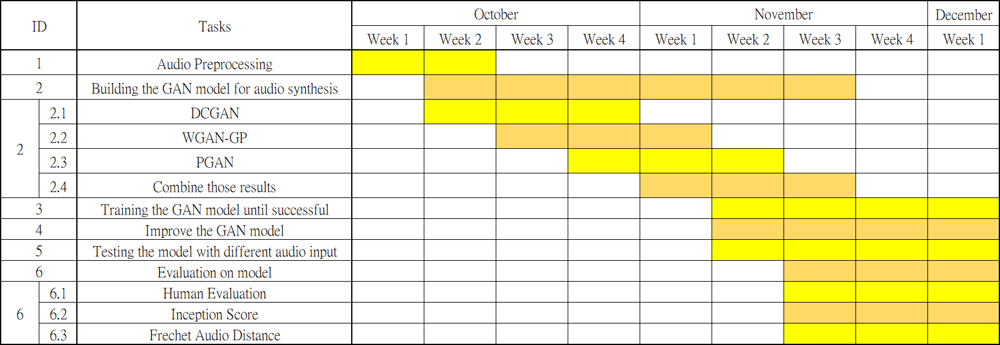 ID Tasks October November December
Week 1 Week 2 Week 3 Week 4 Week 1 Week 2 Week 3 Week 4 Week 1
1 Audio Preprocessing
2 Building the GAN model for audio synthesis
2
2.1 DCGAN
2.2 WGAN-GP
2.3 PGAN
2.4 Combine those results
3 Training the GAN model until successful
4 Improve the GAN model
5 Testing the model with different audio input
6 Evaluation on model
6
6.1 Human Evaluation
6.2 Inception Score
6.3 Frechet Audio Distance